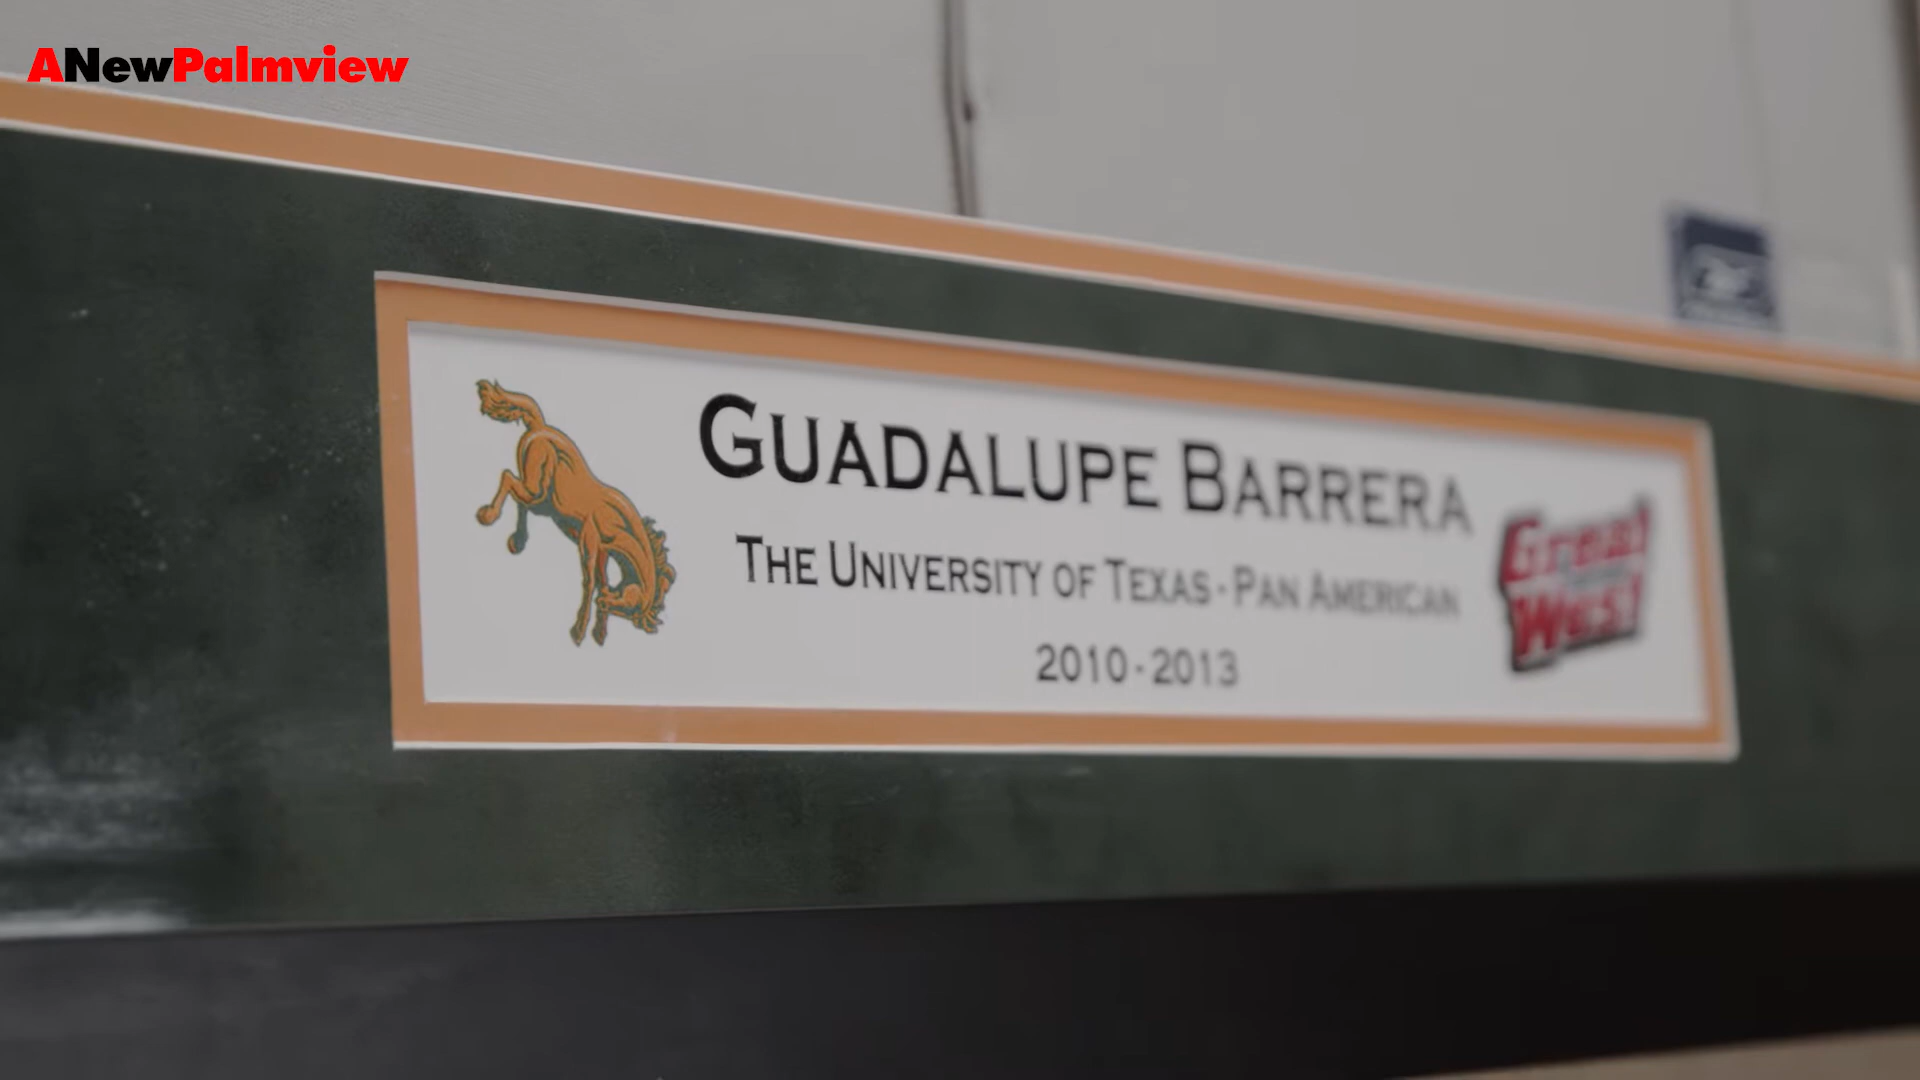 ANewPalmview
GUADALUPE BARRERA
THE UNIVERSITY OF TEXAS - PAN AMERICAN
2010 - 2013
Great
West